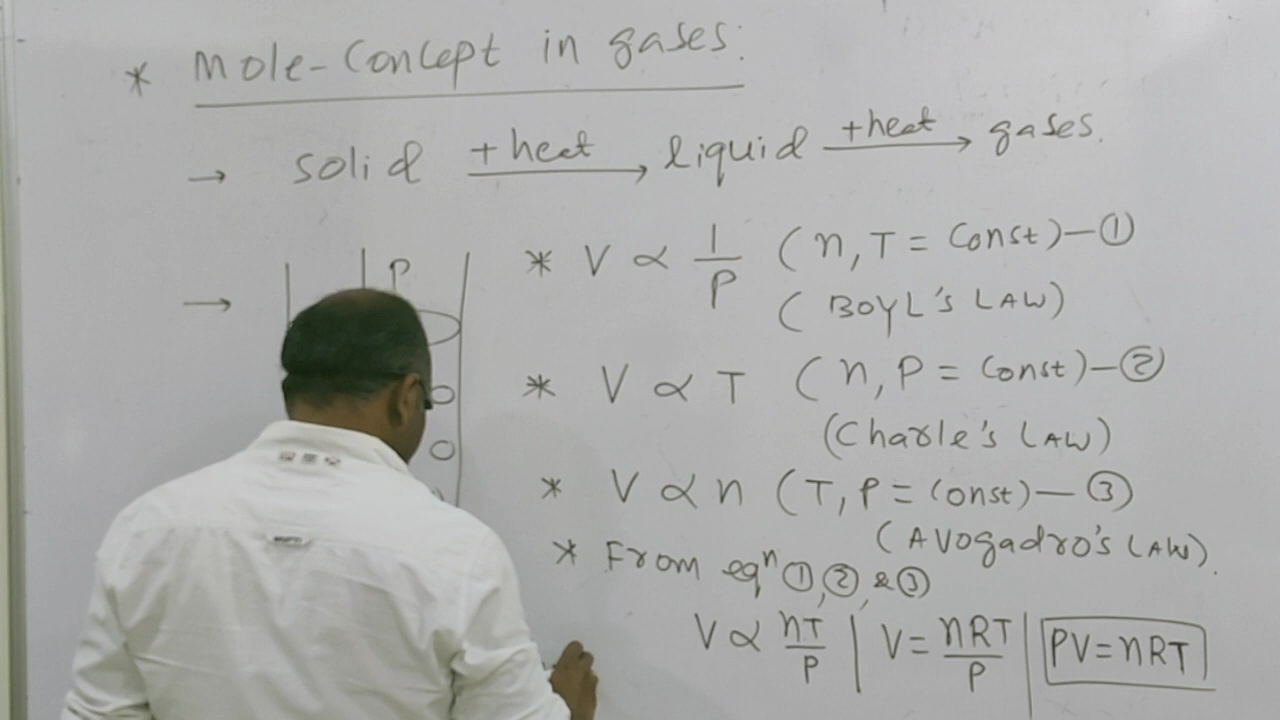 * Mole-Concept in gases:
→ solid +heat → liquid +heat → gases.
→ P
* V ∝ 1/P (n, T = Const)—①
(BOYL'S LAW)
* V ∝ T (n, P = Const)—②
(Charle's LAW)
* V ∝ n (T, P = Const)—③
(AVogadro's LAW).
* From eqⁿ ①, ②, & ③
V ∝ nT/P | V = nRT/P | PV = nRT